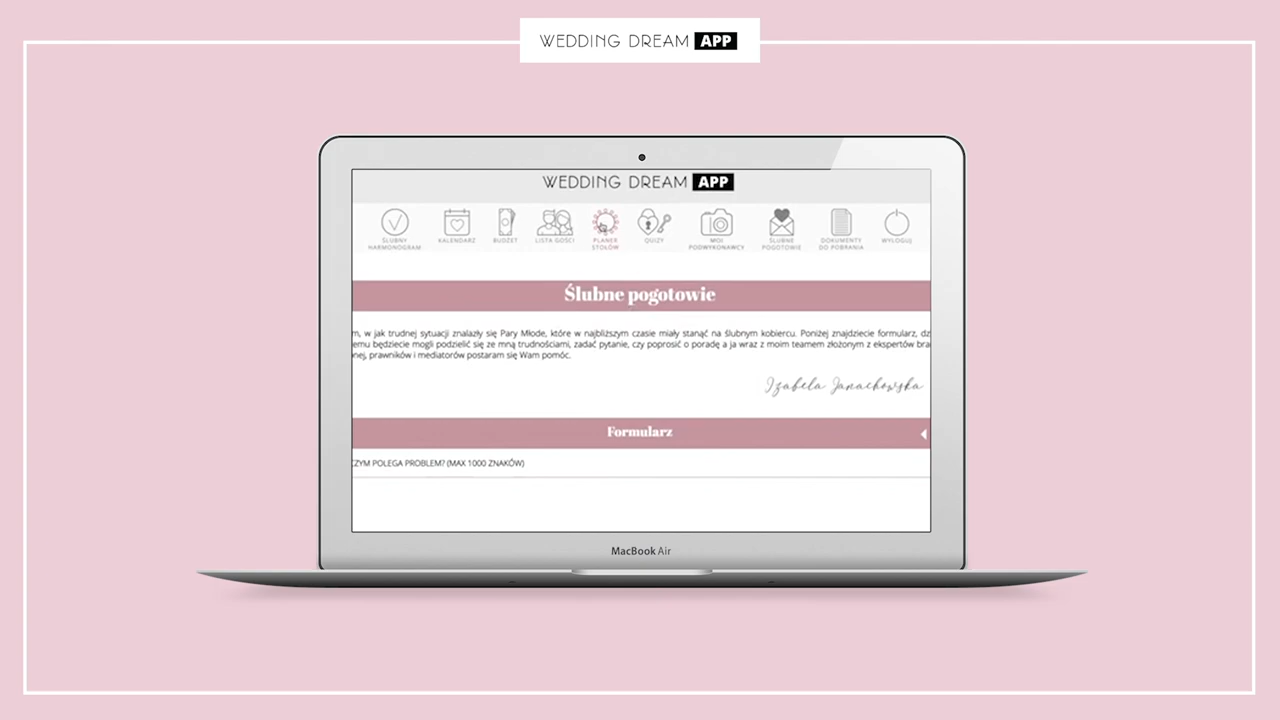 WEDDING DREAM APP
WEDDING DREAM APP
ŚLUBNY HARMONOGRAM
KALENDARZ
BUDŻET
LISTA GOŚCI
PLANER STOŁÓW
QUIZY
MOI PODWYKONAWCY
ŚLUBNE POGOTOWIE
DOKUMENTY DO POBRANIA
WYLOGUJ
Ślubne pogotowie
m, w jak trudnej sytuacji znalazły się Pary Młode, które w najbliższym czasie miały stanąć na ślubnym kobiercu. Poniżej znajdziecie formularz, dz
emu będziecie mogli podzielić się ze mną trudnościami, zadać pytanie, czy poprosić o poradę a ja wraz z moim teamem złożonym z ekspertów bra
nej, prawników i mediatorów postaram się Wam pomóc.
Izabela Janachowska
Formularz
CZYM POLEGA PROBLEM? (MAX 1000 ZNAKÓW)
MacBook Air